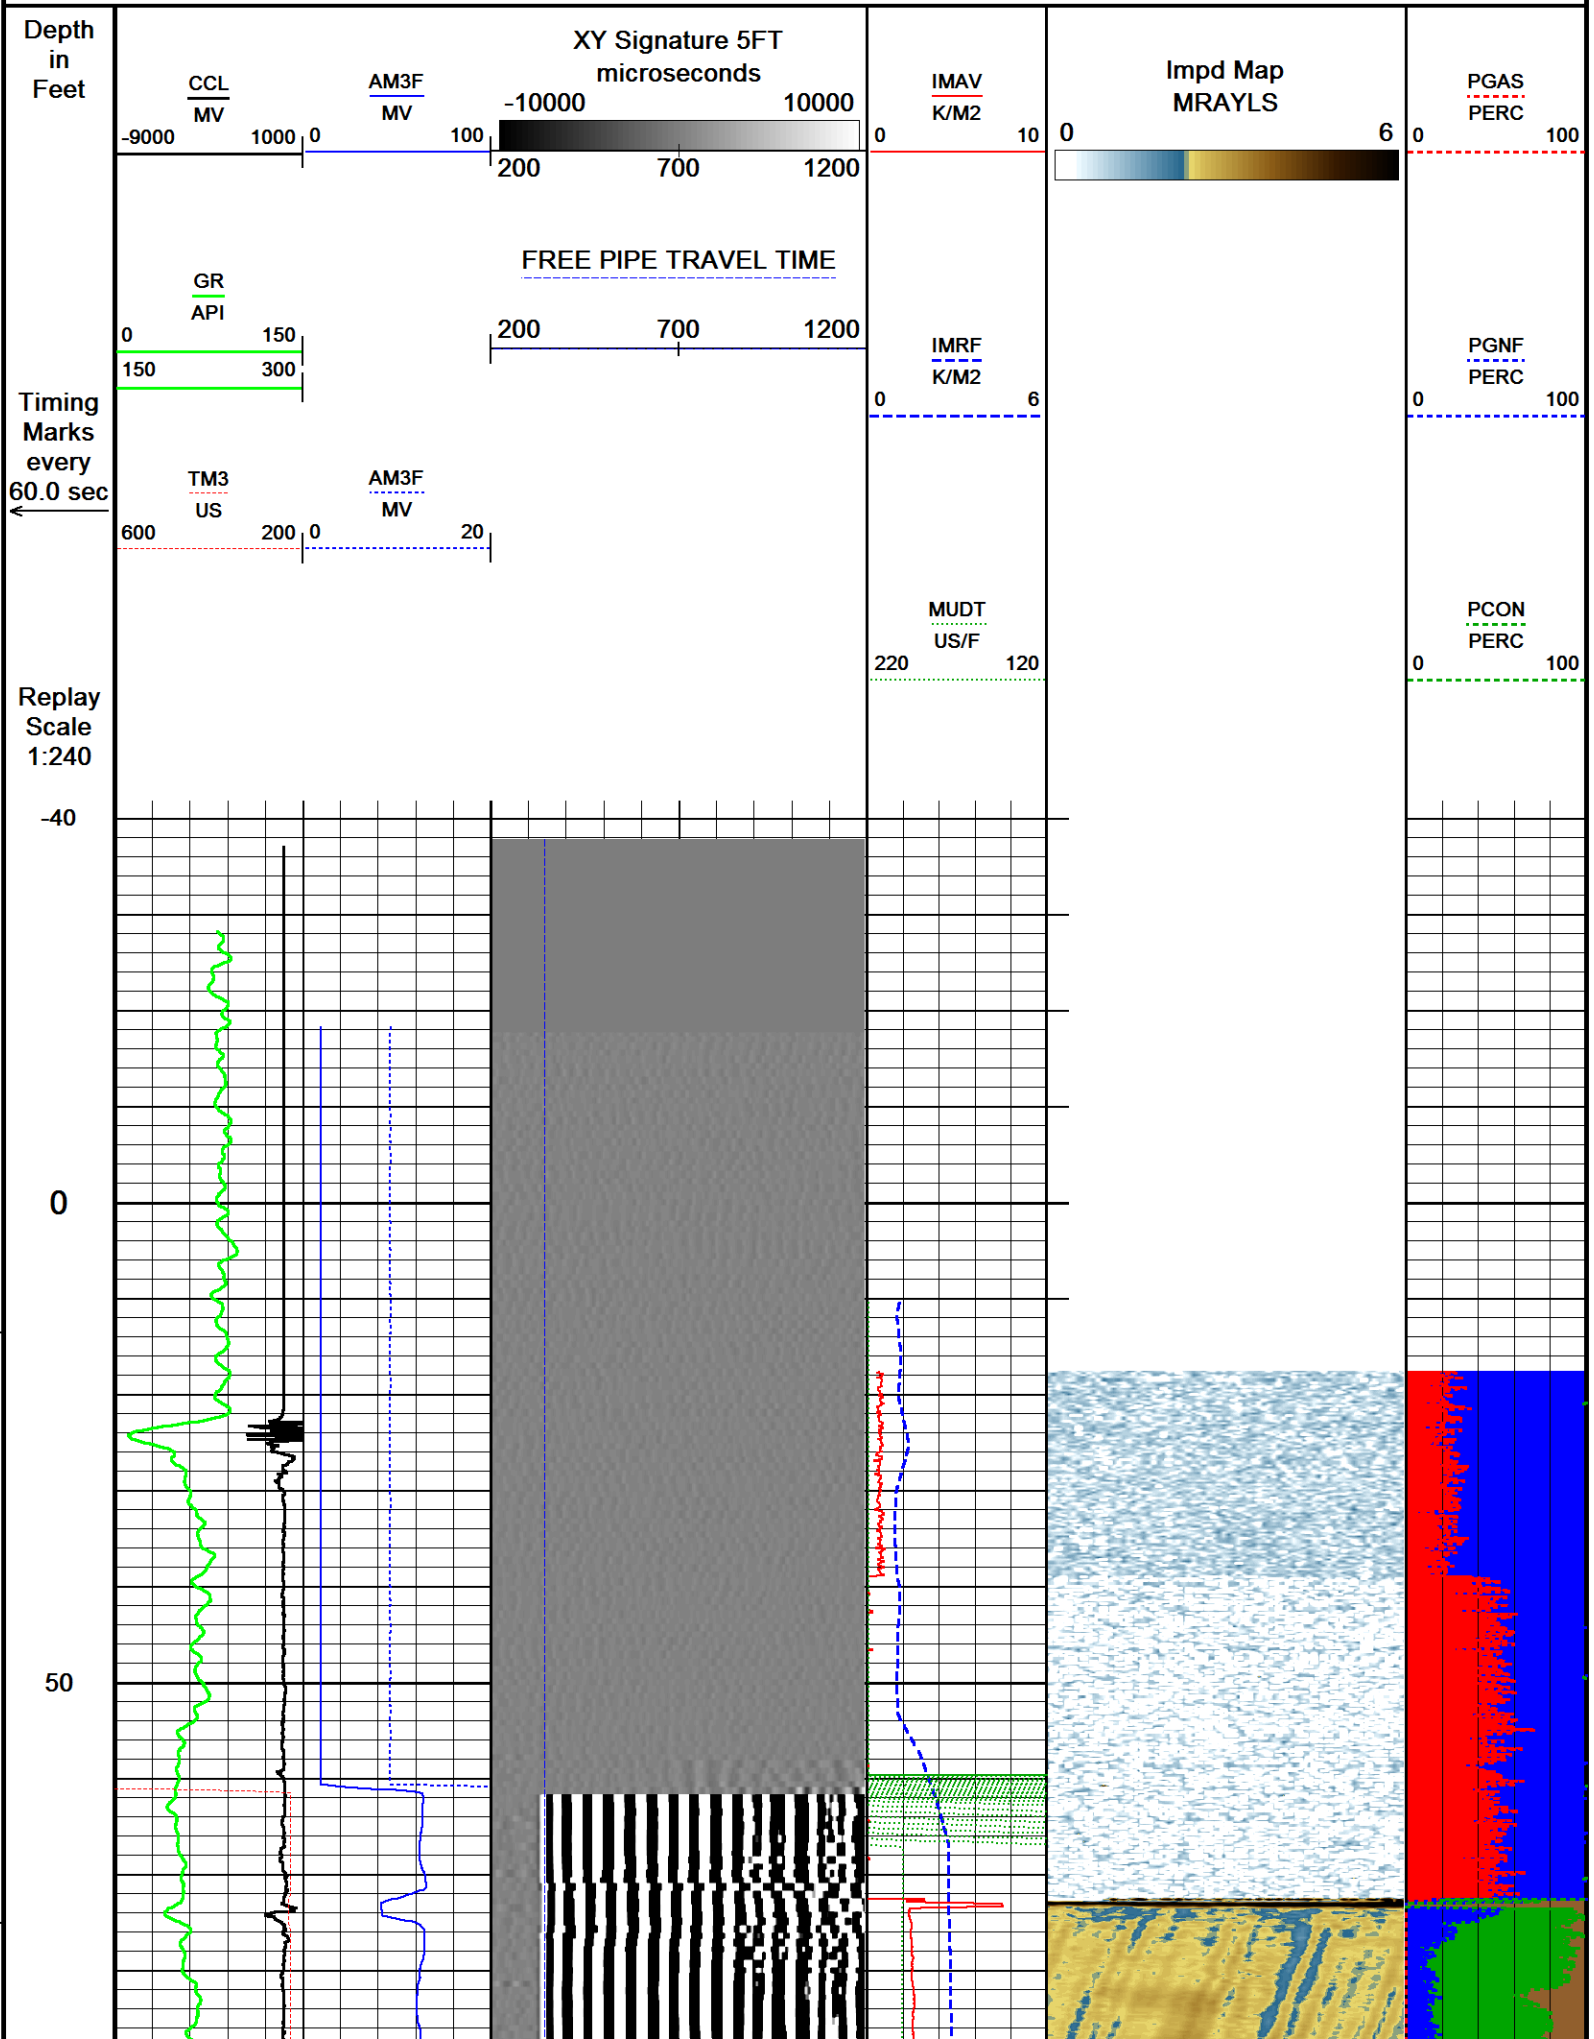 Depth
in
Feet
CCL
MV
-9000 1000
GR
API
0 150
150 300
Timing
Marks
every
60.0 sec
TM3
US
600 200
AM3F
MV
0 100
AM3F
MV
0 20
XY Signature 5FT
microseconds
-10000 10000
200 700 1200
FREE PIPE TRAVEL TIME
200 700 1200
IMAV
K/M2
0 10
IMRF
K/M2
0 6
MUDT
US/F
220 120
Impd Map
MRAYLS
0 6
PGAS
PERC
0 100
PGNF
PERC
0 100
PCON
PERC
0 100
Replay
Scale
1:240
-40
0
50